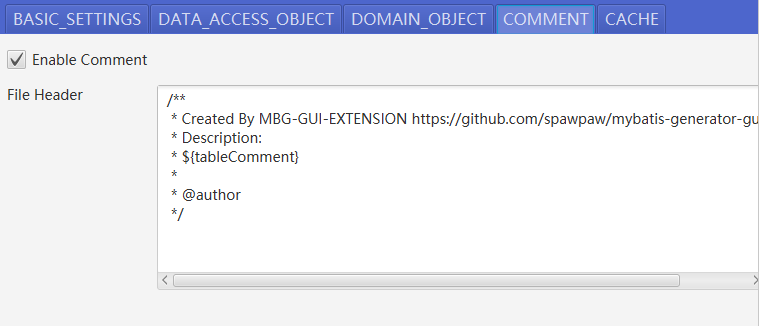 BASIC_SETTINGS DATA_ACCESS_OBJECT DOMAIN_OBJECT COMMENT CACHE
Enable Comment
File Header
/**
* Created By MBG-GUI-EXTENSION https://github.com/spawpaw/mybatis-generator-gu
* Description:
* ${tableComment}
*
* @author
*/